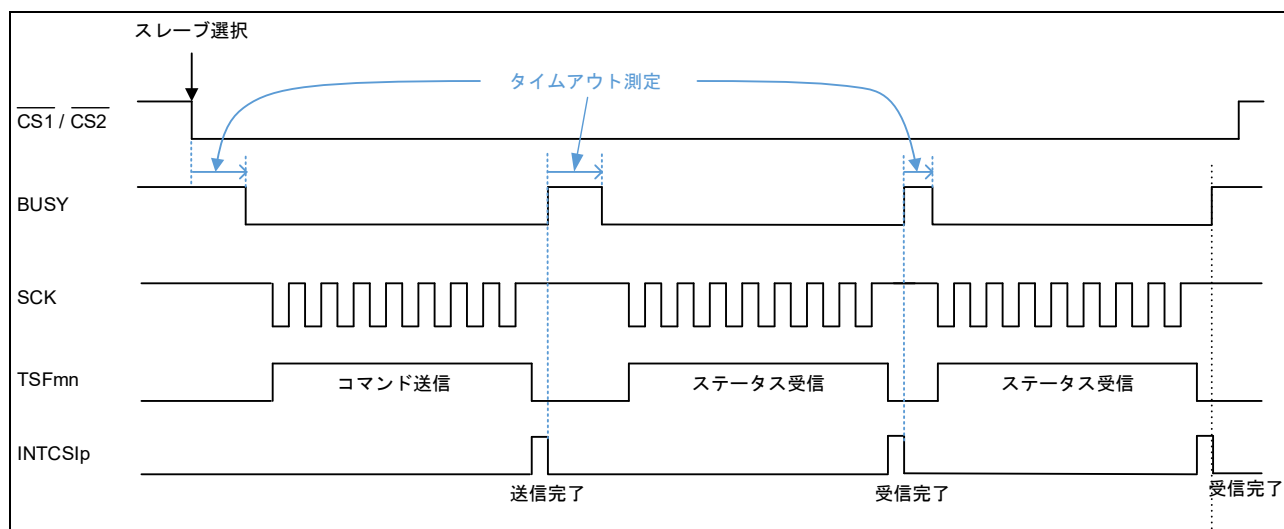 スレーブ選択
タイムアウト測定
CS1 / CS2
BUSY
SCK
TSFmn
コマンド送信
ステータス受信
ステータス受信
INTCSIp
送信完了
受信完了
受信完了